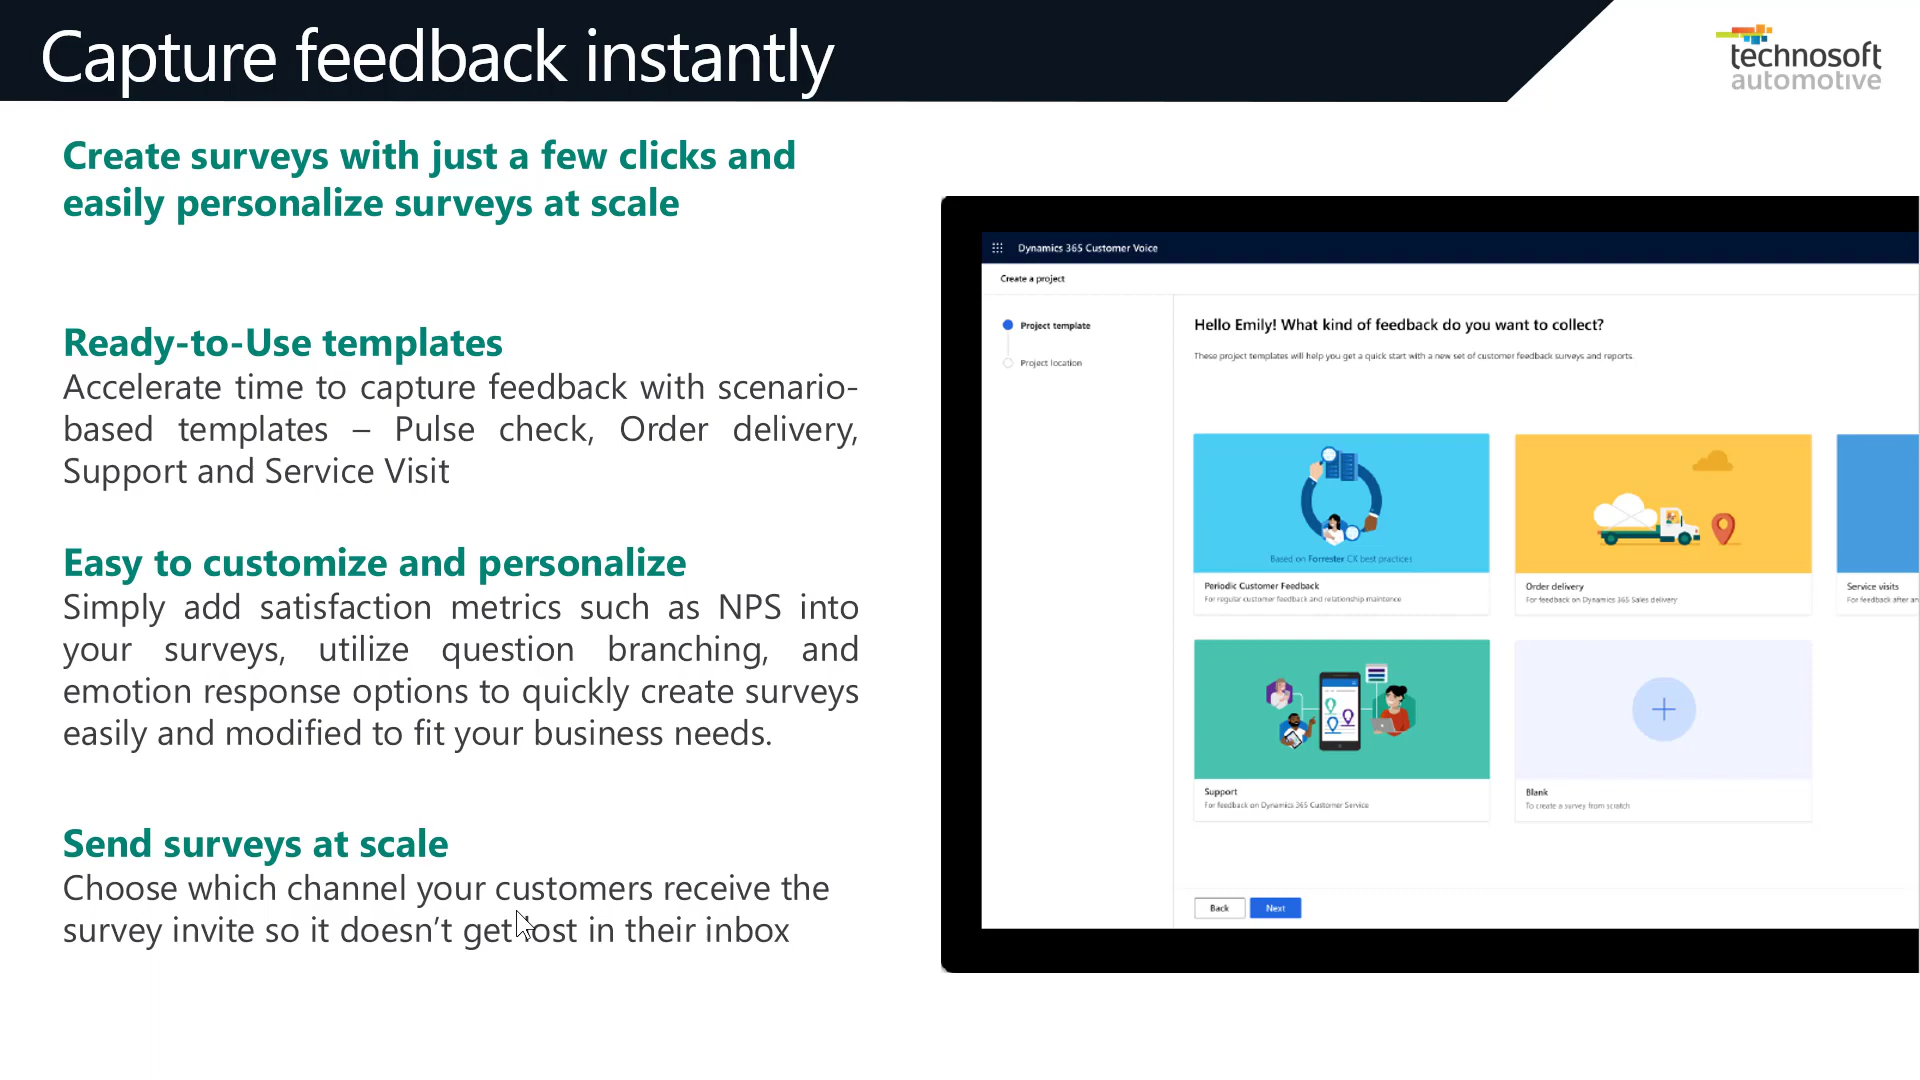 Capture feedback instantly
technosoft
automotive
Create surveys with just a few clicks and
easily personalize surveys at scale
Ready-to-Use templates
Accelerate time to capture feedback with scenario-
based templates – Pulse check, Order delivery,
Support and Service Visit
Easy to customize and personalize
Simply add satisfaction metrics such as NPS into
your surveys, utilize question branching, and
emotion response options to quickly create surveys
easily and modified to fit your business needs.
Send surveys at scale
Choose which channel your customers receive the
survey invite so it doesn't get lost in their inbox
Dynamics 365 Customer Voice
Create a project
Project template
Project location
Hello Emily! What kind of feedback do you want to collect?
These project templates will help you get a quick start with a new set of customer feedback surveys and reports.
Based on Forrester CX best practices
Periodic Customer Feedback
For regular customer feedback and relationship maintence
Order delivery
For feedback on Dynamics 365 Sales delivery
Service visits
For feedback after
Support
For feedback on Dynamics 365 Customer Service
Blank
To create a survey from scratch
Back
Next